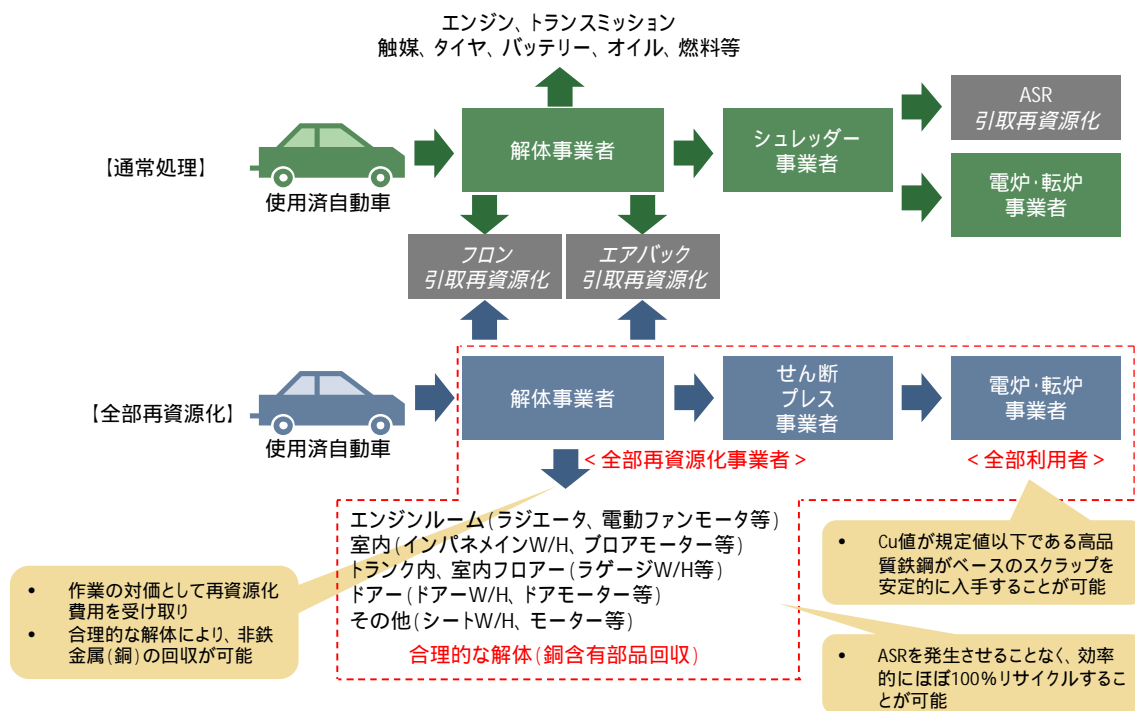 エンジン、トランスミッション
触媒、タイヤ、バッテリー、オイル、燃料等
【通常処理】
使用済自動車
解体事業者
シュレッダー
事業者
ASR
引取再資源化
電炉・転炉
事業者
フロン
引取再資源化
エアバック
引取再資源化
【全部再資源化】
使用済自動車
解体事業者
せん断
プレス
事業者
電炉・転炉
事業者
<全部再資源化事業者>
<全部利用者>
エンジンルーム(ラジエータ、電動ファンモータ等)
室内(インパネメインW/H、ブロアモーター等)
トランク内、室内フロアー(ラゲージW/H等)
ドアー(ドアーW/H、ドアモーター等)
その他(シートW/H、モーター等)
合理的な解体(銅含有部品回収)
• 作業の対価として再資源化
費用を受け取り
• 合理的な解体により、非鉄
金属(銅)の回収が可能
• Cu値が規定値以下である高品
質鉄鋼がベースのスクラップを
安定的に入手することが可能
• ASRを発生させることなく、効率
的にほぼ100%リサイクルするこ
とが可能